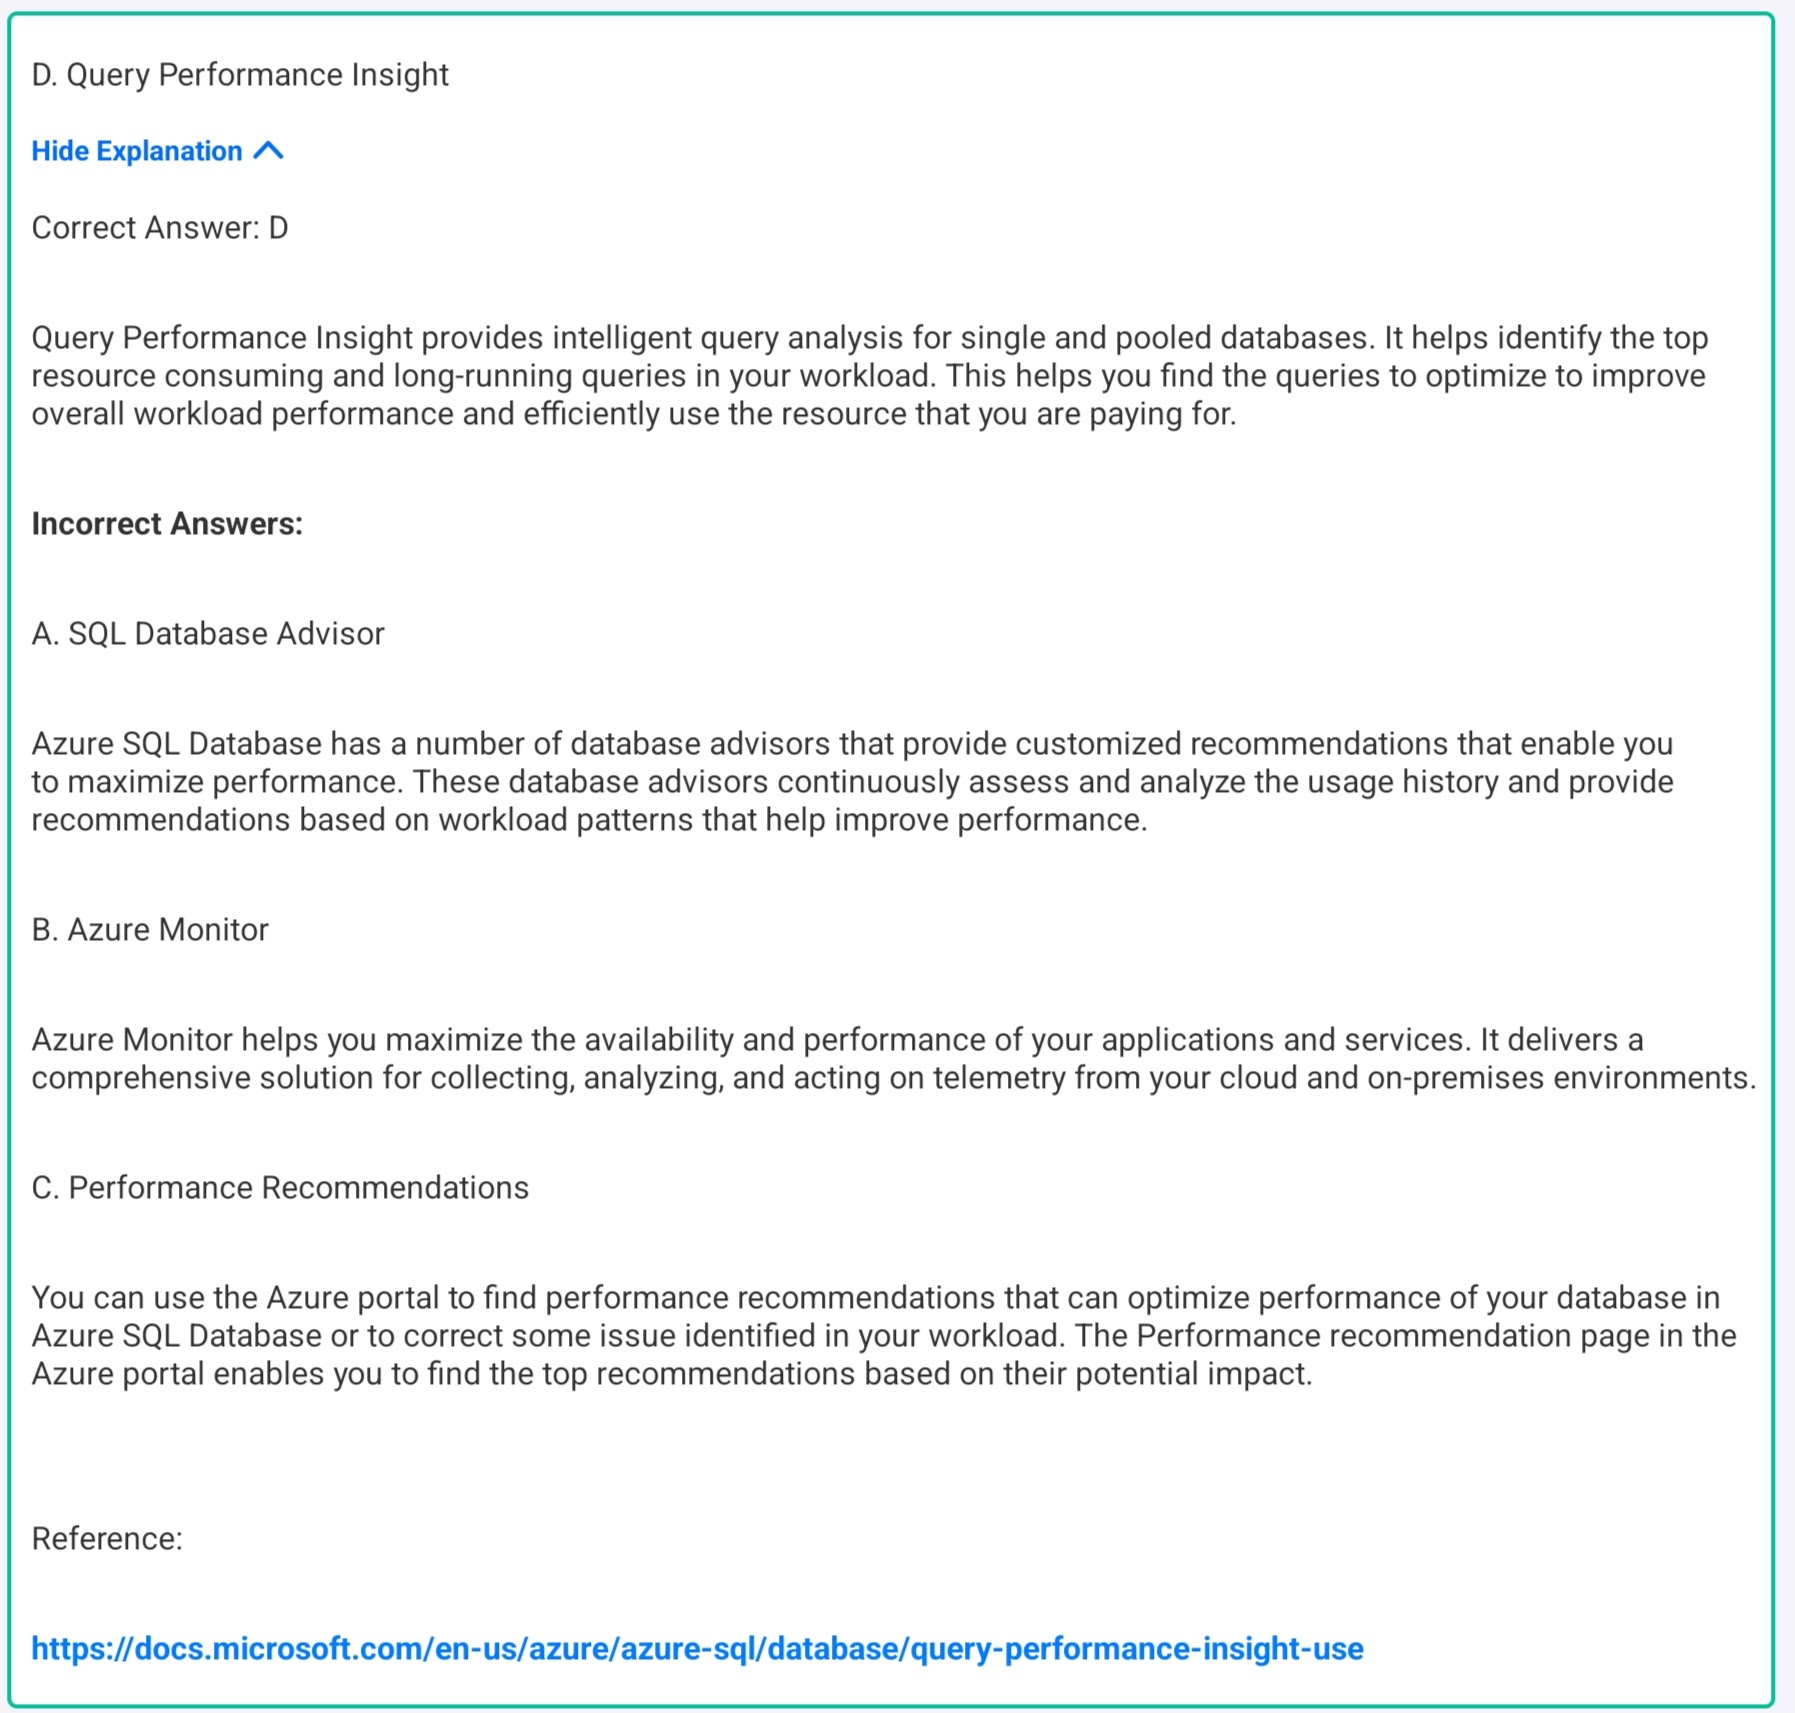 D. Query Performance Insight
Hide Explanation
Correct Answer: D
Query Performance Insight provides intelligent query analysis for single and pooled databases. It helps identify the top
resource consuming and long-running queries in your workload. This helps you find the queries to optimize to improve
overall workload performance and efficiently use the resource that you are paying for.
Incorrect Answers:
A. SQL Database Advisor
Azure SQL Database has a number of database advisors that provide customized recommendations that enable you
to maximize performance. These database advisors continuously assess and analyze the usage history and provide
recommendations based on workload patterns that help improve performance.
B. Azure Monitor
Azure Monitor helps you maximize the availability and performance of your applications and services. It delivers a
comprehensive solution for collecting, analyzing, and acting on telemetry from your cloud and on-premises environments.
C. Performance Recommendations
You can use the Azure portal to find performance recommendations that can optimize performance of your database in
Azure SQL Database or to correct some issue identified in your workload. The Performance recommendation page in the
Azure portal enables you to find the top recommendations based on their potential impact.
Reference:
https://docs.microsoft.com/en-us/azure/azure-sql/database/query-performance-insight-use